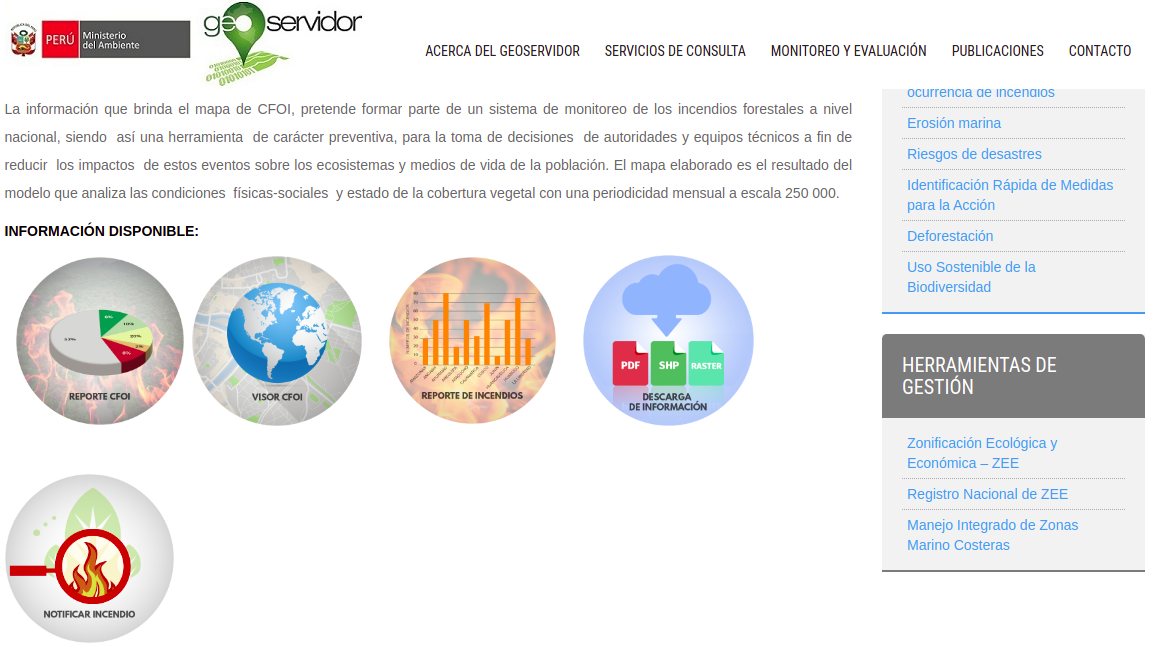 PERÚ
Ministerio
del Ambiente
geoservidor
ACERCA DEL GEOSERVIDOR
SERVICIOS DE CONSULTA
MONITOREO Y EVALUACIÓN
PUBLICACIONES
CONTACTO
La información que brinda el mapa de CFOI, pretende formar parte de un sistema de monitoreo de los incendios forestales a nivel
nacional, siendo así una herramienta de carácter preventiva, para la toma de decisiones de autoridades y equipos técnicos a fin de
reducir los impactos de estos eventos sobre los ecosistemas y medios de vida de la población. El mapa elaborado es el resultado del
modelo que analiza las condiciones físicas-sociales y estado de la cobertura vegetal con una periodicidad mensual a escala 250 000.
INFORMACIÓN DISPONIBLE:
REPORTE CFOI
VISOR CFOI
REPORTE DE INCENDIOS
PDF
SHP
RASTER
DESCARGA
DE INFORMACIÓN
NOTIFICAR INCENDIO
ocurrencia de incendios
Erosión marina
Riesgos de desastres
Identificación Rápida de Medidas
para la Acción
Deforestación
Uso Sostenible de la
Biodiversidad
HERRAMIENTAS DE
GESTIÓN
Zonificación Ecológica y
Económica – ZEE
Registro Nacional de ZEE
Manejo Integrado de Zonas
Marino Costeras